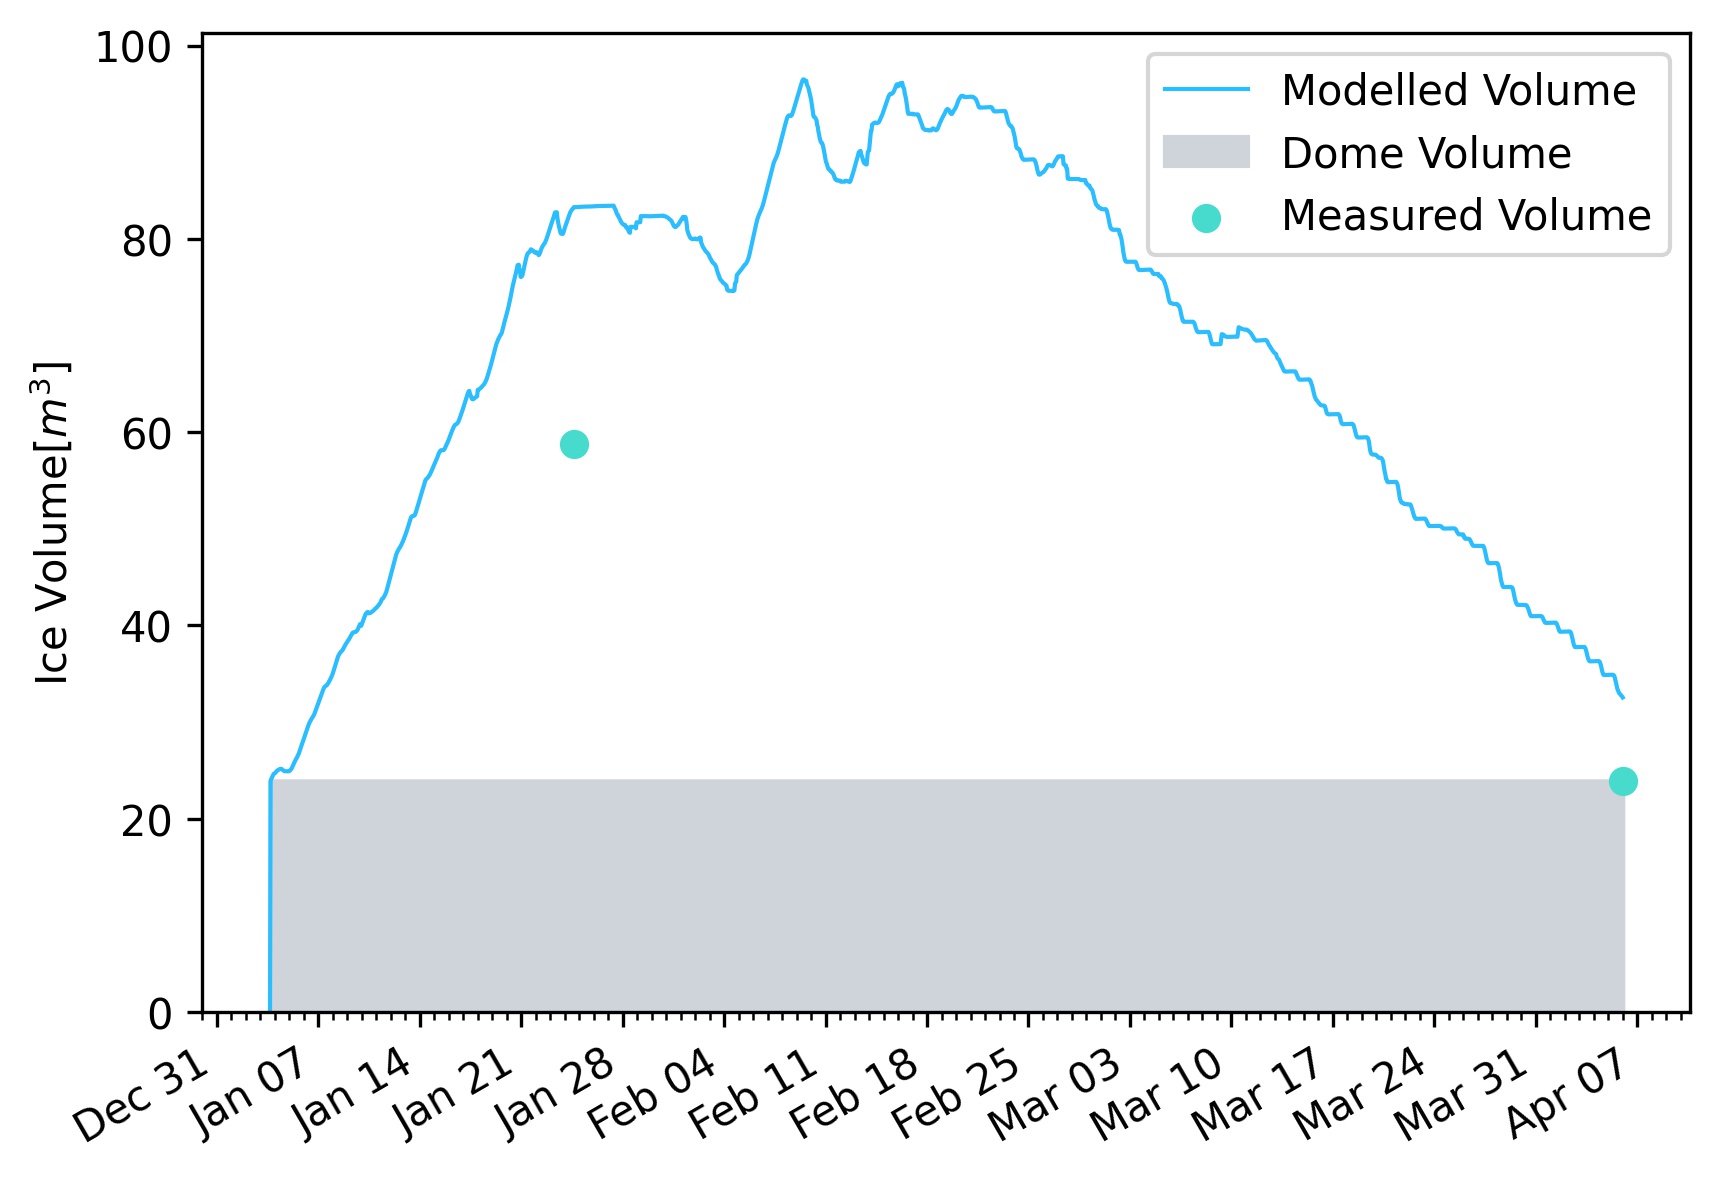 100
80
60
40
20
0
Ice Volume[m³]
Modelled Volume
Dome Volume
Measured Volume
Dec 31
Jan 07
Jan 14
Jan 21
Jan 28
Feb 04
Feb 11
Feb 18
Feb 25
Mar 03
Mar 10
Mar 17
Mar 24
Mar 31
Apr 07